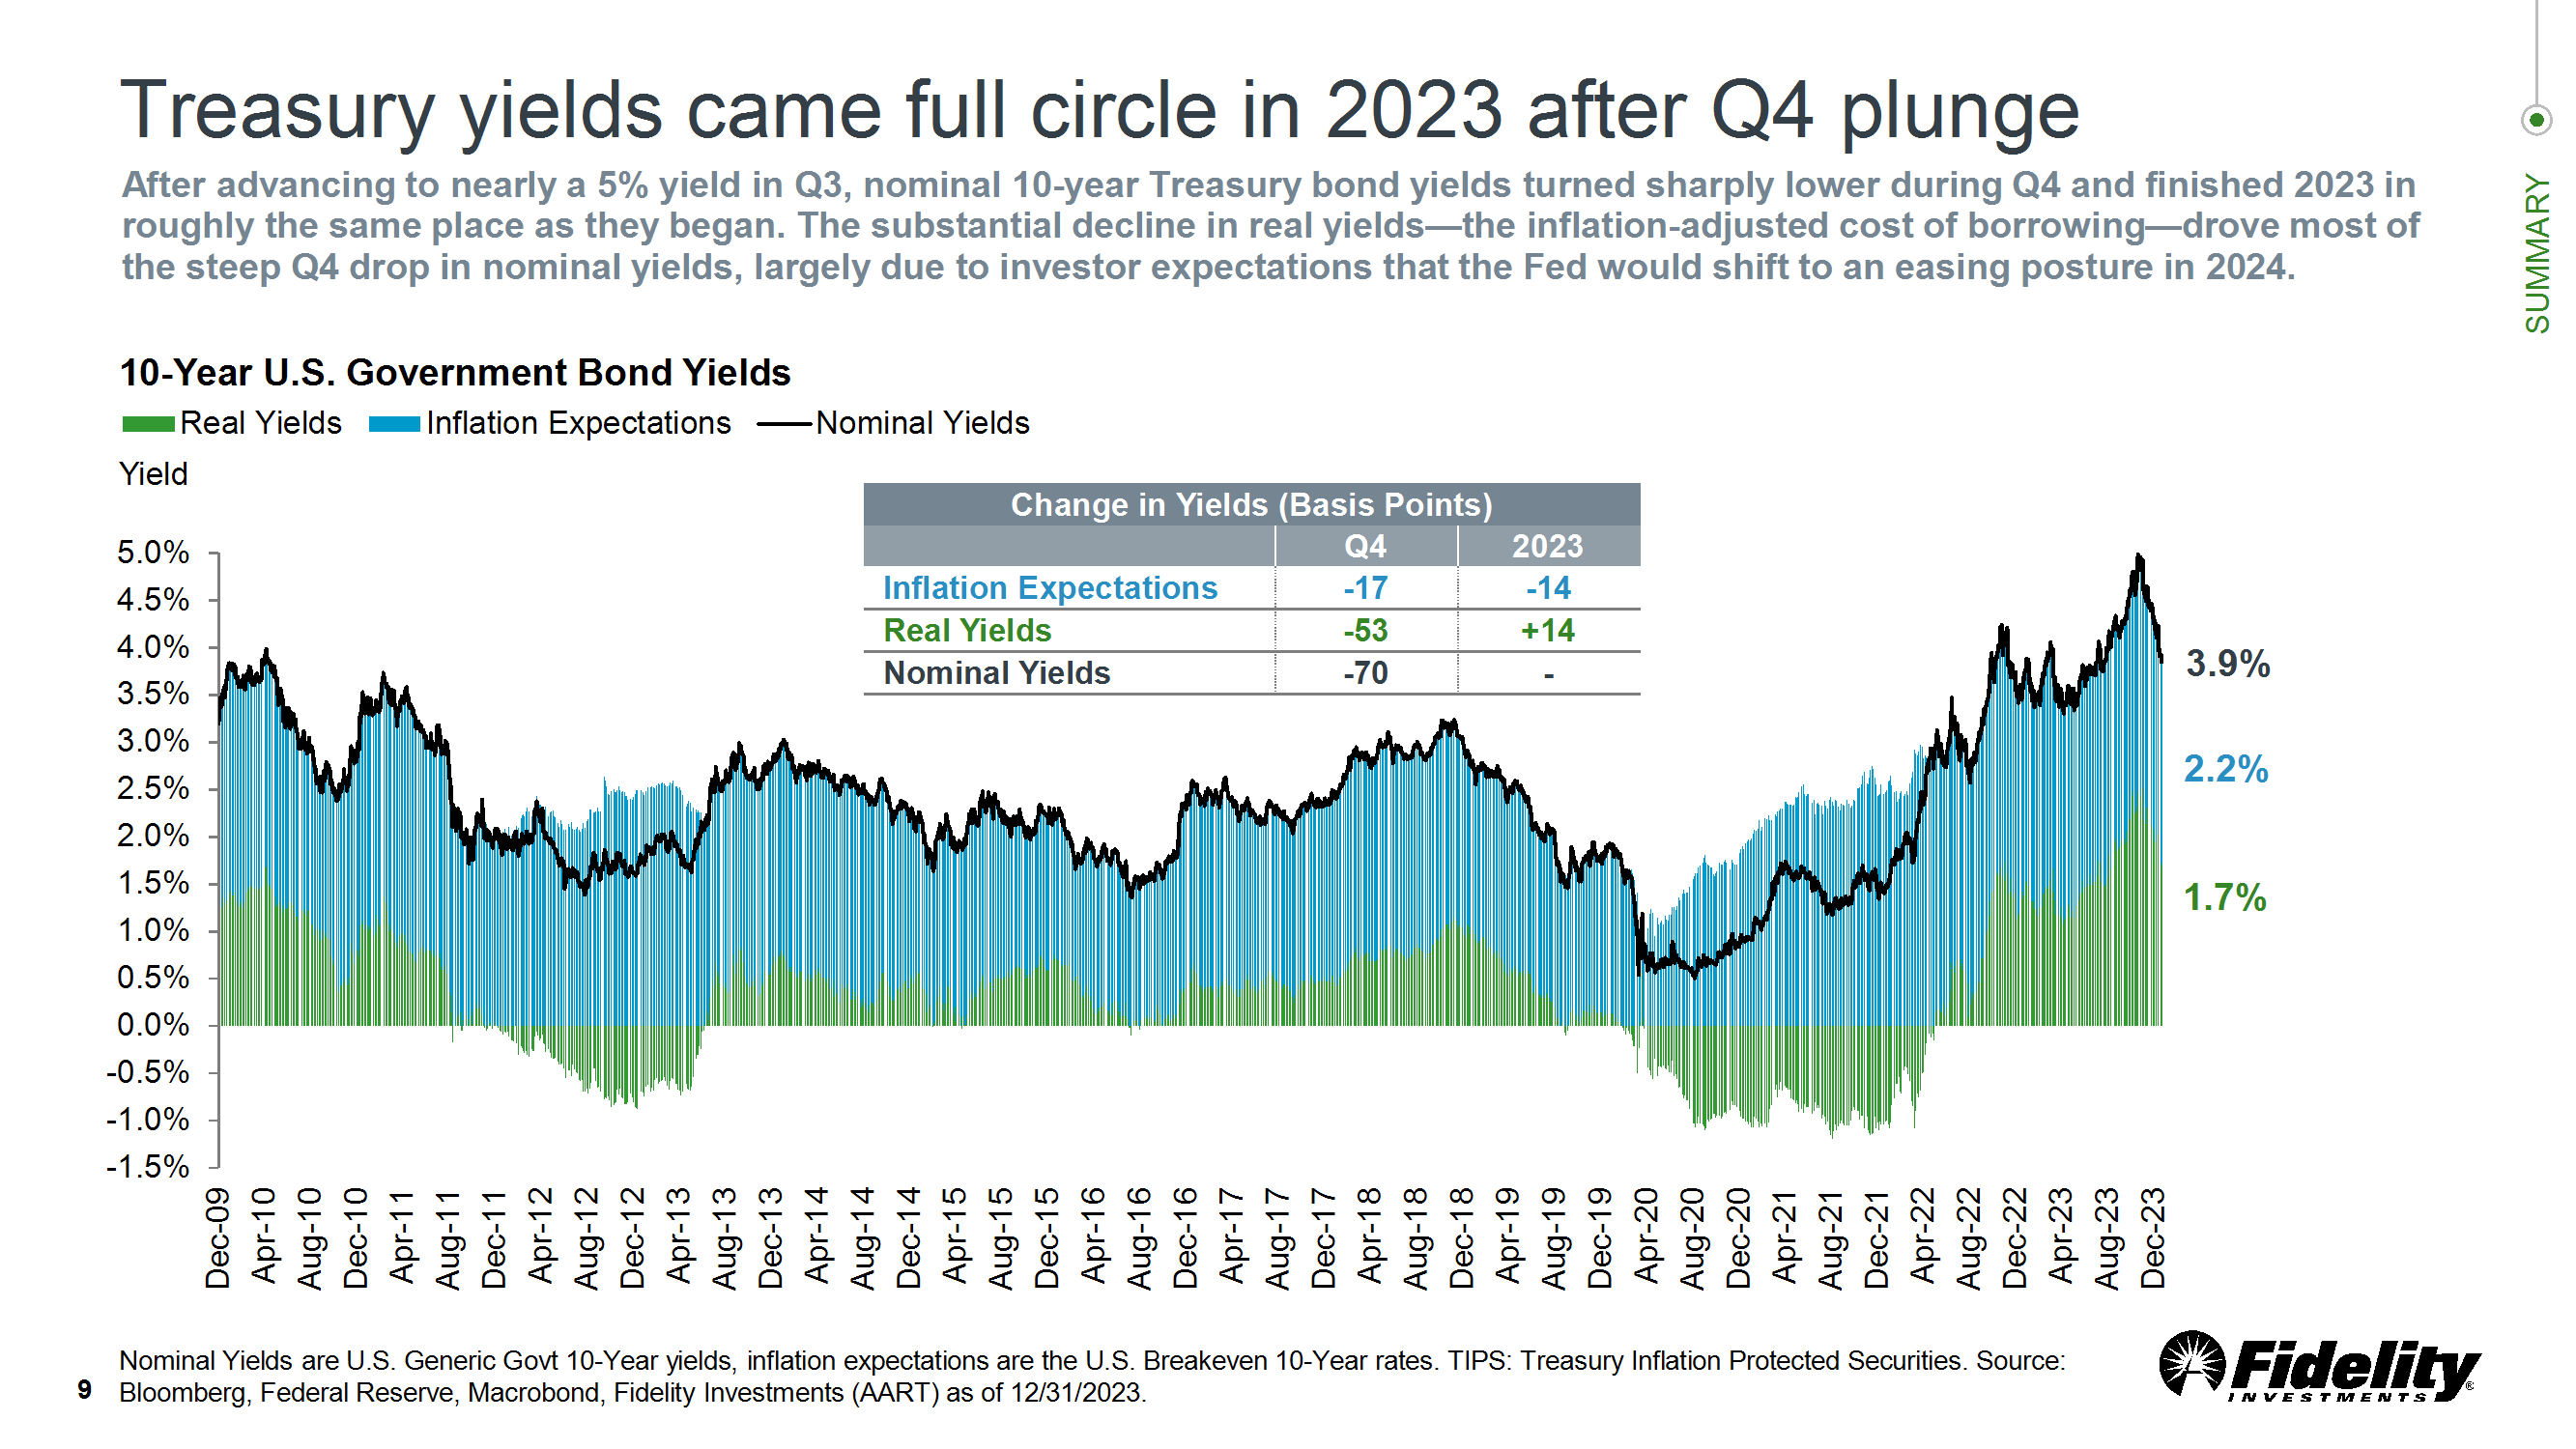 Treasury yields came full circle in 2023 after Q4 plunge
After advancing to nearly a 5% yield in Q3, nominal 10-year Treasury bond yields turned sharply lower during Q4 and finished 2023 in
roughly the same place as they began. The substantial decline in real yields—the inflation-adjusted cost of borrowing—drove most of
the steep Q4 drop in nominal yields, largely due to investor expectations that the Fed would shift to an easing posture in 2024.
SUMMARY
10-Year U.S. Government Bond Yields
Real Yields Inflation Expectations Nominal Yields
Yield
Change in Yields (Basis Points)
Q4 2023
Inflation Expectations -17 -14
Real Yields -53 +14
Nominal Yields -70 -
5.0%
4.5%
4.0%
3.5%
3.0%
2.5%
2.0%
1.5%
1.0%
0.5%
0.0%
-0.5%
-1.0%
-1.5%
3.9%
2.2%
1.7%
Dec-09 Apr-10 Aug-10 Dec-10 Apr-11 Aug-11 Dec-11 Apr-12 Aug-12 Dec-12 Apr-13 Aug-13 Dec-13 Apr-14 Aug-14 Dec-14 Apr-15 Aug-15 Dec-15 Apr-16 Aug-16 Dec-16 Apr-17 Aug-17 Dec-17 Apr-18 Aug-18 Dec-18 Apr-19 Aug-19 Dec-19 Apr-20 Aug-20 Dec-20 Apr-21 Aug-21 Dec-21 Apr-22 Aug-22 Dec-22 Apr-23 Aug-23 Dec-23
Nominal Yields are U.S. Generic Govt 10-Year yields, inflation expectations are the U.S. Breakeven 10-Year rates. TIPS: Treasury Inflation Protected Securities. Source:
Bloomberg, Federal Reserve, Macrobond, Fidelity Investments (AART) as of 12/31/2023.
9
Fidelity
INVESTMENTS®